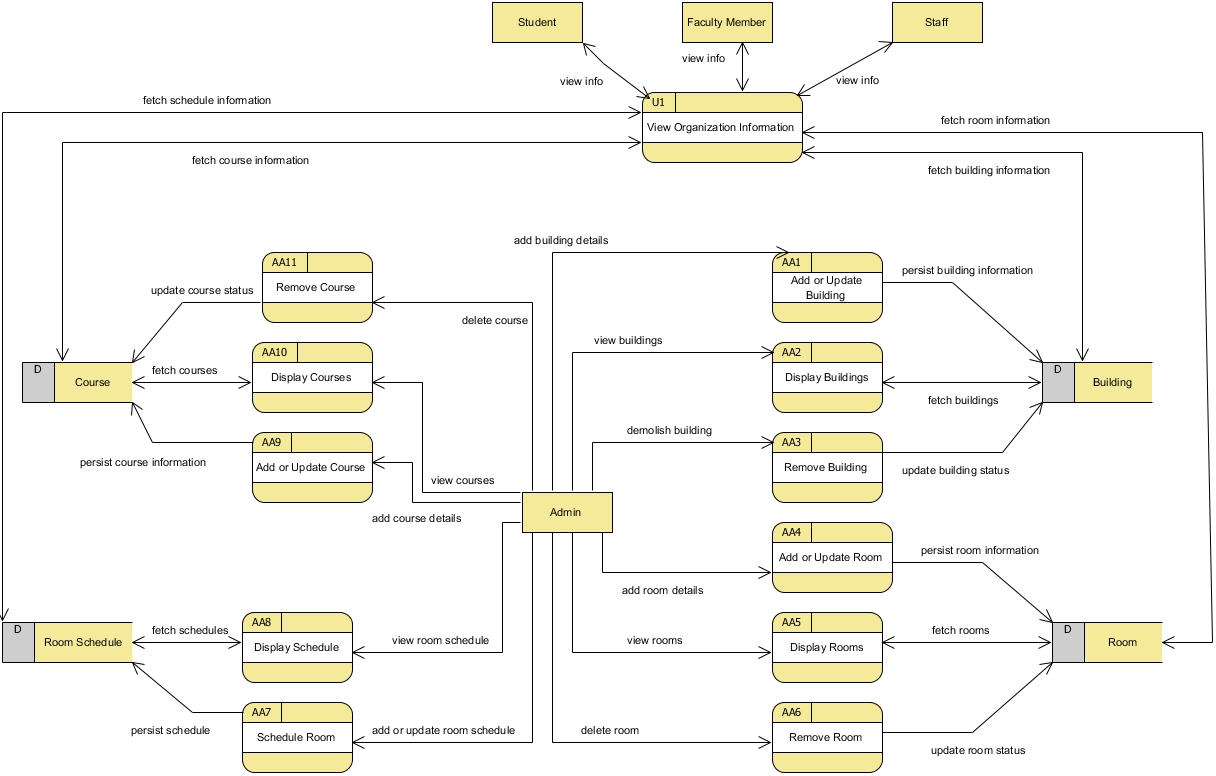 Student
Faculty Member
Staff
view info
view info
view info
fetch schedule information
U1
View Organization Information
fetch room information
fetch course information
fetch building information
add building details
AA11
Remove Course
AA1
Add or Update
Building
persist building information
update course status
delete course
view buildings
AA10
Display Courses
AA2
Display Buildings
D
Course
fetch courses
D
Building
fetch buildings
demolish building
AA9
Add or Update Course
AA3
Remove Building
persist course information
update building status
view courses
add course details
Admin
AA4
Add or Update Room
persist room information
add room details
AA8
Display Schedule
AA5
Display Rooms
D
Room Schedule
fetch schedules
view room schedule
view rooms
fetch rooms
D
Room
AA7
Schedule Room
AA6
Remove Room
persist schedule
add or update room schedule
delete room
update room status